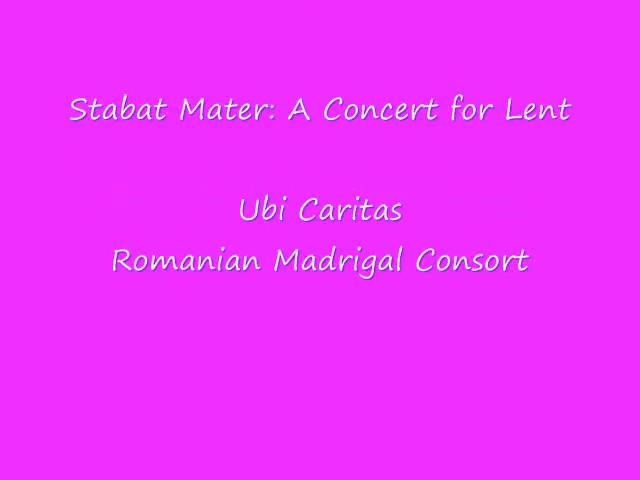 Stabat Mater: A Concert for Lent
Ubi Caritas
Romanian Madrigal Consort